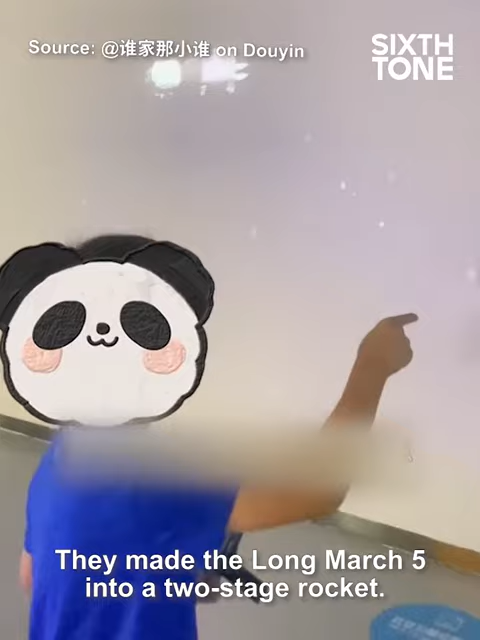 Source: @谁家那小谁 on Douyin
SIXTH
TONE
They made the Long March 5
into a two-stage rocket.